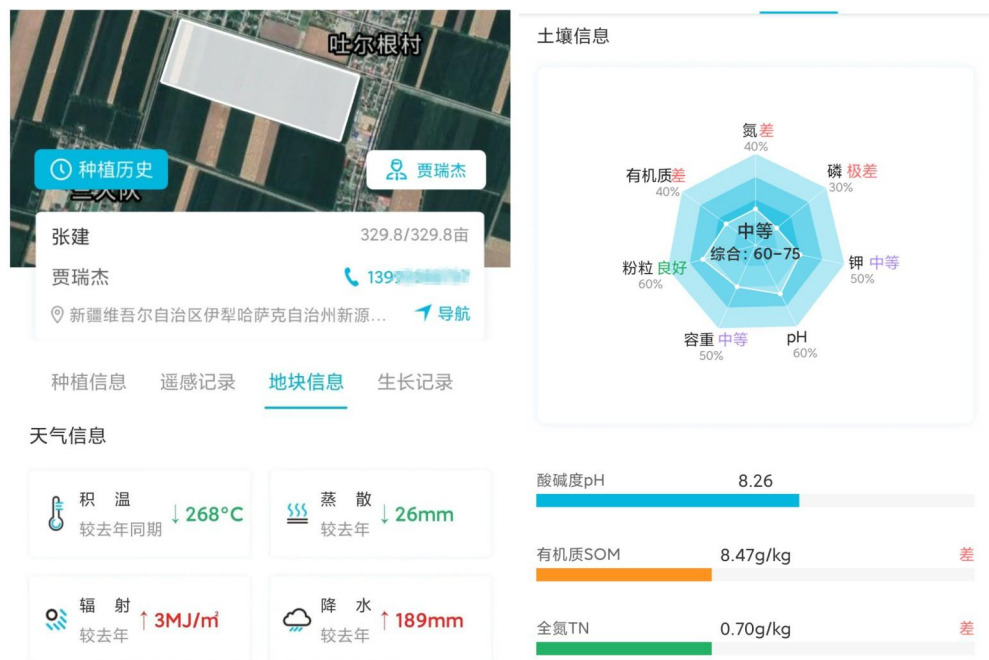 吐尔根村
种植历史
贾瑞杰
张建
329.8/329.8亩
贾瑞杰
139
新疆维吾尔自治区伊犁哈萨克自治州新源...
导航
种植信息
遥感记录
地块信息
生长记录
天气信息
积 温
较去年同期
↓268°C
蒸 散
较去年
↓26mm
辐 射
较去年
↑3MJ/㎡
降 水
较去年
↑189mm
土壤信息
氮差
40%
磷 极差
30%
钾 中等
50%
pH
60%
容重 中等
50%
粉粒 良好
60%
有机质差
40%
中等
综合：60-75
酸碱度pH
8.26
有机质SOM
8.47g/kg
差
全氮TN
0.70g/kg
差